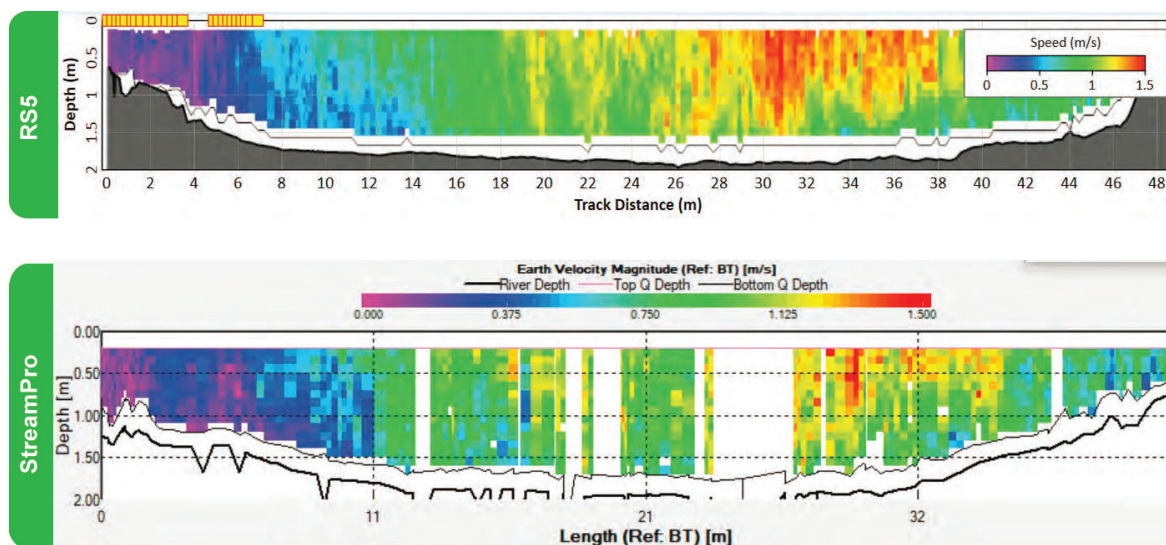 RS5
Depth (m)
0
0.5
1
1.5
2
Speed (m/s)
0 0.5 1.0 1.5
0 2 4 6 8 10 12 14 16 18 20 22 24 26 28 30 32 34 36 38 40 42 44 46 48
Track Distance (m)
StreamPro
Earth Velocity Magnitude (Ref: BT) [m/s]
River Depth Top Q Depth Bottom Q Depth
0.000 0.375 0.750 1.125 1.500
Depth [m]
0.00
0.50
1.00
1.50
2.00
0 11 21 32
Length (Ref: BT) [m]